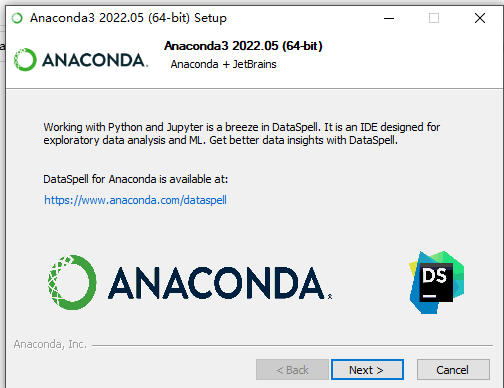 Anaconda3 2022.05 (64-bit) Setup
Anaconda3 2022.05 (64-bit)
Anaconda + JetBrains
ANACONDA.
Working with Python and Jupyter is a breeze in DataSpell. It is an IDE designed for
exploratory data analysis and ML. Get better data insights with DataSpell.
DataSpell for Anaconda is available at:
https://www.anaconda.com/dataspell
ANACONDA®
DS
Anaconda, Inc.
< Back
Next >
Cancel